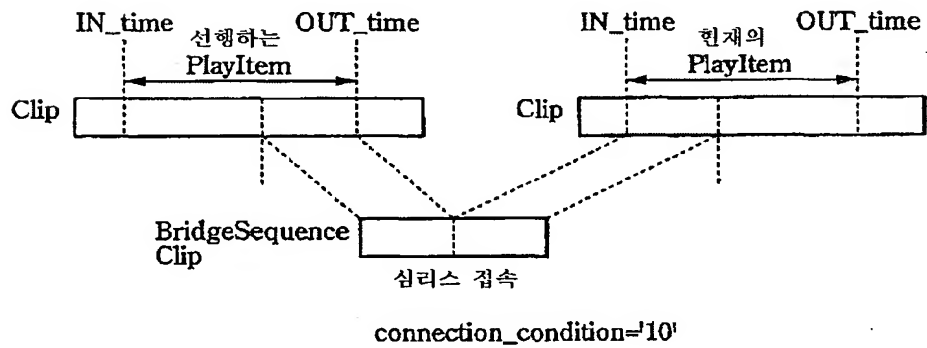 IN_time 선행하는 OUT_time
PlayItem
IN_time 현재의 OUT_time
PlayItem
Clip
Clip
BridgeSequence
Clip
심리스 접속
connection_condition='10'